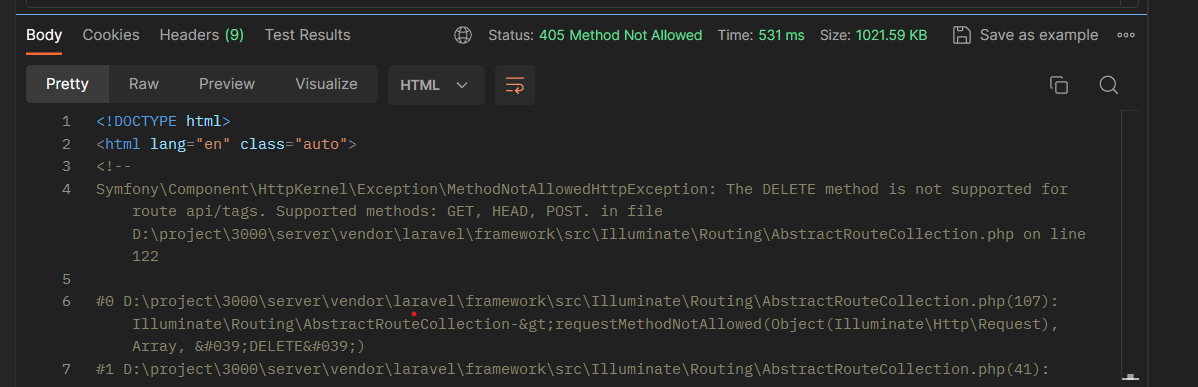 Body Cookies Headers (9) Test Results Status: 405 Method Not Allowed Time: 531 ms Size: 1021.59 KB Save as example
Pretty Raw Preview Visualize HTML
1 <!DOCTYPE html>
2 <html lang="en" class="auto">
3 <!--
4 Symfony\Component\HttpKernel\Exception\MethodNotAllowedHttpException: The DELETE method is not supported for
route api/tags. Supported methods: GET, HEAD, POST. in file
D:\project\3000\server\vendor\laravel\framework\src\Illuminate\Routing\AbstractRouteCollection.php on line
122
5
6 #0 D:\project\3000\server\vendor\laravel\framework\src\Illuminate\Routing\AbstractRouteCollection.php(107):
Illuminate\Routing\AbstractRouteCollection-&gt;requestMethodNotAllowed(Object(Illuminate\Http\Request),
Array, &#039;DELETE&#039;)
7 #1 D:\project\3000\server\vendor\laravel\framework\src\Illuminate\Routing\AbstractRouteCollection.php(41):